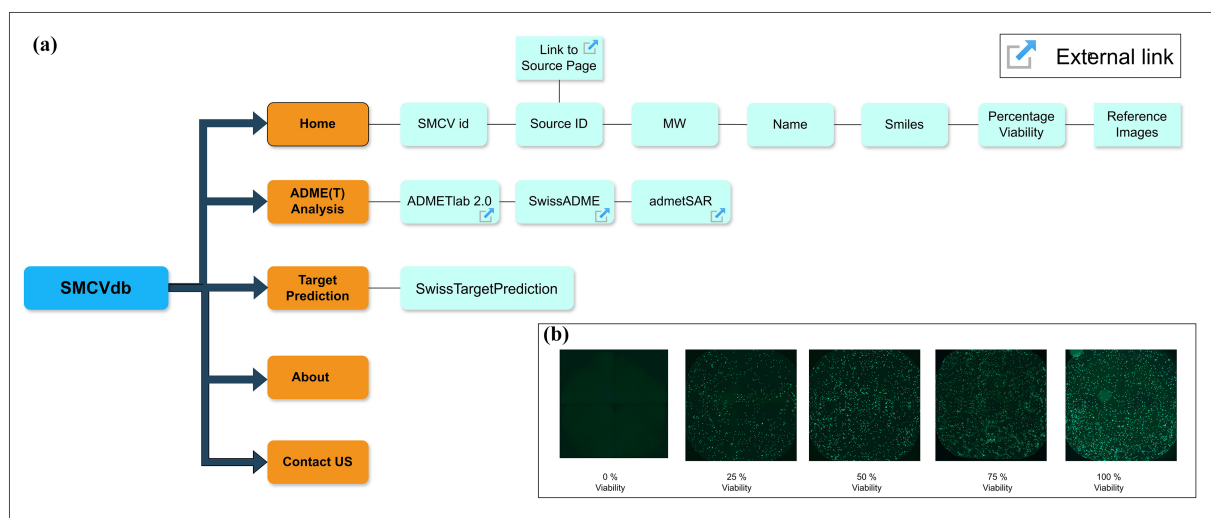 (a)
Link to
Source Page
External link
Home
SMCV id
Source ID
MW
Name
Smiles
Percentage
Viability
Reference
Images
ADME(T)
Analysis
ADMETlab 2.0
SwissADME
admetSAR
SMCVdb
Target
Prediction
SwissTargetPrediction
About
Contact US
(b)
0 %
Viability
25 %
Viability
50 %
Viability
75 %
Viability
100 %
Viability